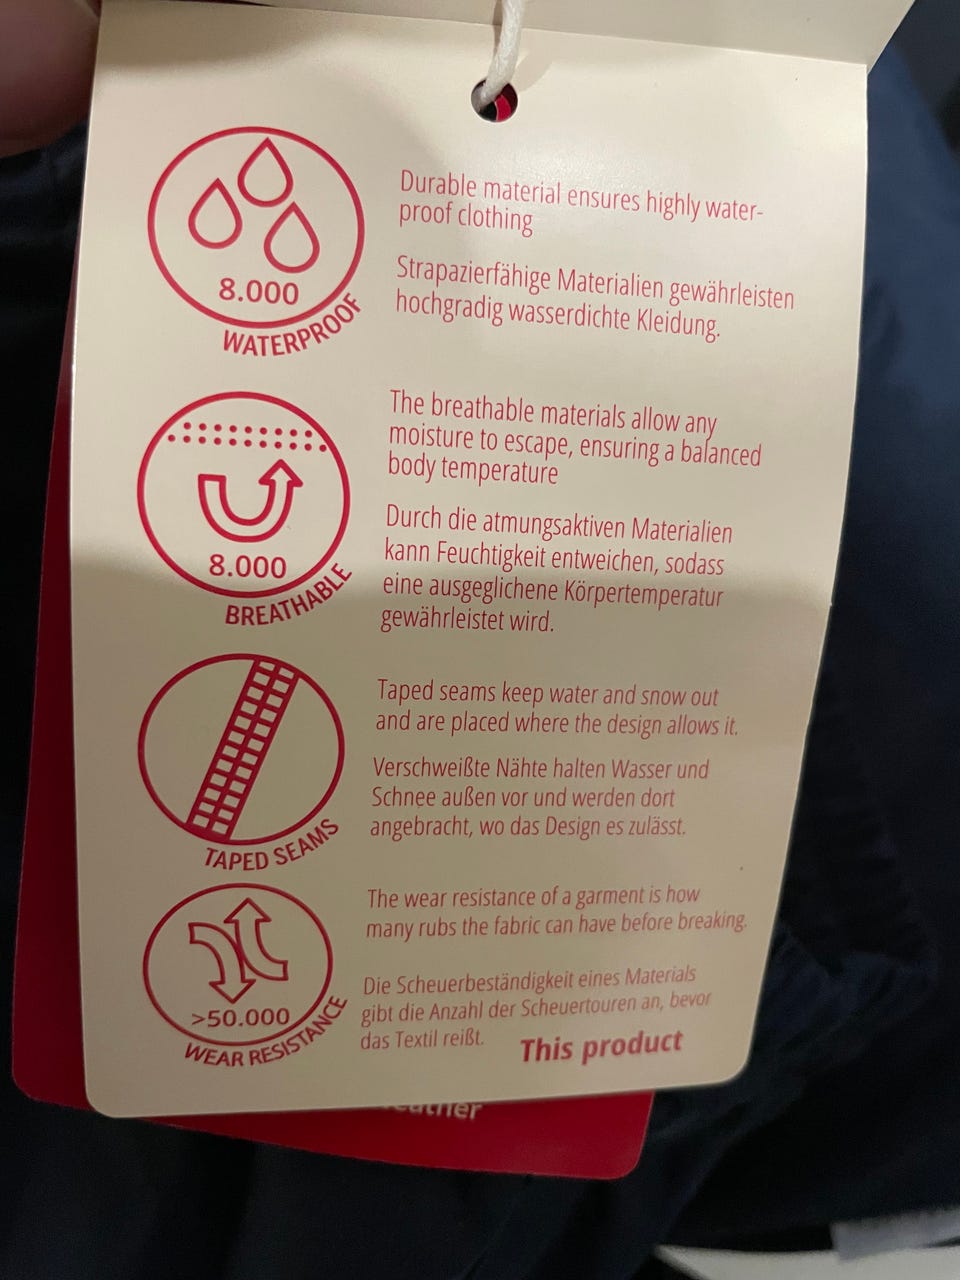 8.000
WATERPROOF
Durable material ensures highly water-
proof clothing
Strapazierfähige Materialien gewährleisten
hochgradig wasserdichte Kleidung.
8.000
BREATHABLE
The breathable materials allow any
moisture to escape, ensuring a balanced
body temperature
Durch die atmungsaktiven Materialien
kann Feuchtigkeit entweichen, sodass
eine ausgeglichene Körpertemperatur
gewährleistet wird.
TAPED SEAMS
Taped seams keep water and snow out
and are placed where the design allows it.
Verschweißte Nähte halten Wasser und
Schnee außen vor und werden dort
angebracht, wo das Design es zulässt.
>50.000
WEAR RESISTANCE
The wear resistance of a garment is how
many rubs the fabric can have before breaking.
Die Scheuerbeständigkeit eines Materials
gibt die Anzahl der Scheuertouren an, bevor
das Textil reißt.
This product